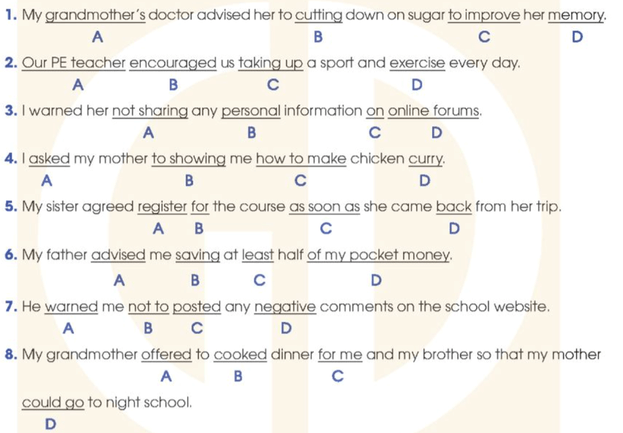 1. My grandmother's doctor advised her to cutting down on sugar to improve her memory.
A B C D
2. Our PE teacher encouraged us taking up a sport and exercise every day.
A B C D
3. I warned her not sharing any personal information on online forums.
A B C D
4. I asked my mother to showing me how to make chicken curry.
A B C D
5. My sister agreed register for the course as soon as she came back from her trip.
A B C D
6. My father advised me saving at least half of my pocket money.
A B C D
7. He warned me not to posted any negative comments on the school website.
A B C D
8. My grandmother offered to cooked dinner for me and my brother so that my mother
A B C
could go to night school.
D